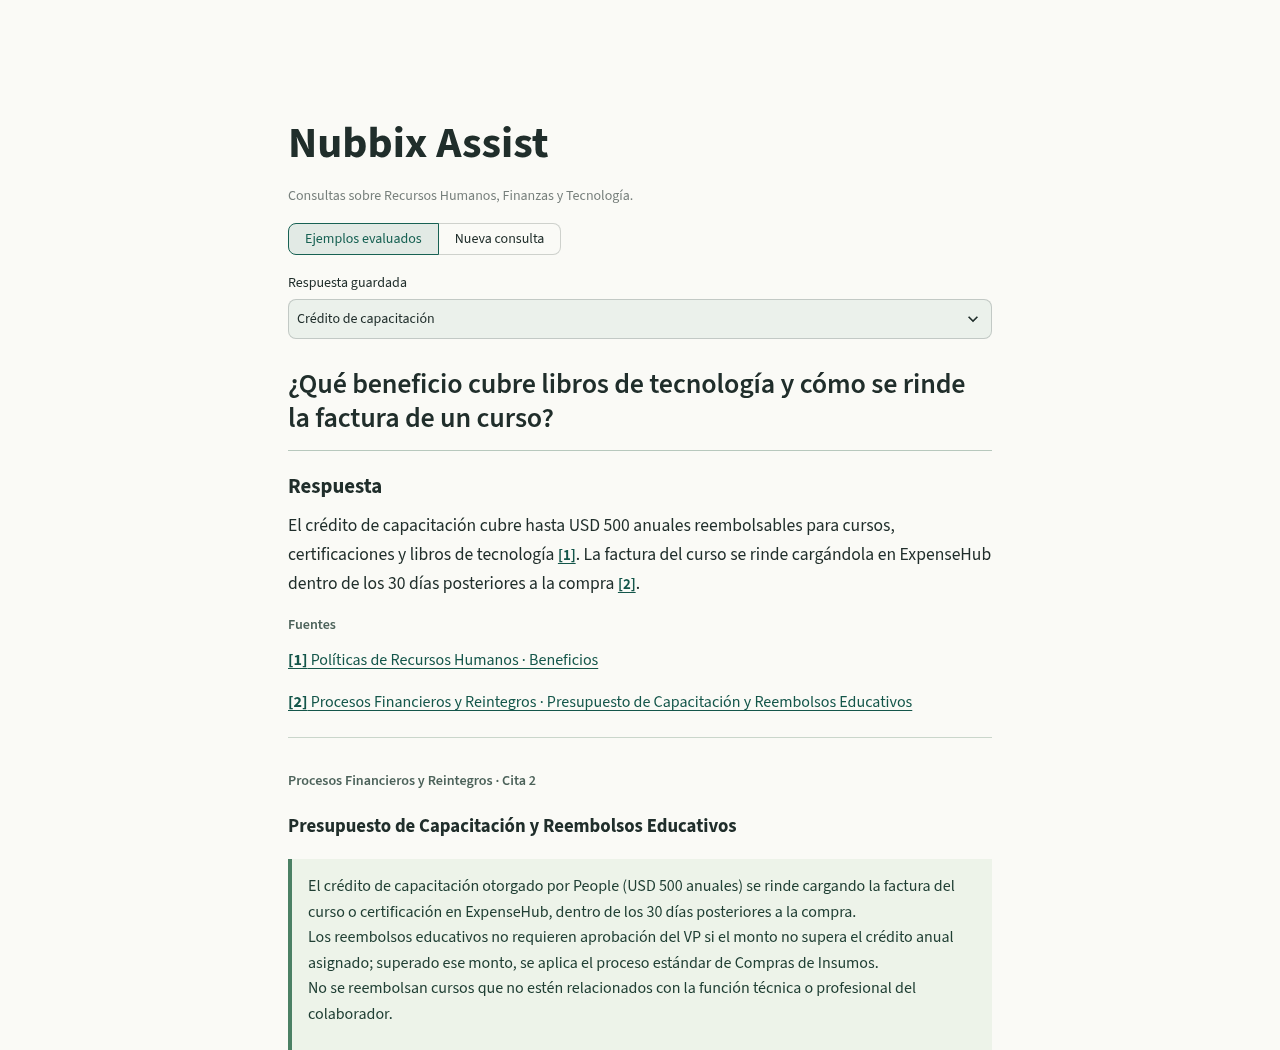 Nubbix Assist
Consultas sobre Recursos Humanos, Finanzas y Tecnología.
Ejemplos evaluados
Nueva consulta
Respuesta guardada
Crédito de capacitación
¿Qué beneficio cubre libros de tecnología y cómo se rinde
la factura de un curso?
Respuesta
El crédito de capacitación cubre hasta USD 500 anuales reembolsables para cursos,
certificaciones y libros de tecnología [1]. La factura del curso se rinde cargándola en ExpenseHub
dentro de los 30 días posteriores a la compra [2].
Fuentes
[1] Políticas de Recursos Humanos · Beneficios
[2] Procesos Financieros y Reintegros · Presupuesto de Capacitación y Reembolsos Educativos
Procesos Financieros y Reintegros · Cita 2
Presupuesto de Capacitación y Reembolsos Educativos
El crédito de capacitación otorgado por People (USD 500 anuales) se rinde cargando la factura del
curso o certificación en ExpenseHub, dentro de los 30 días posteriores a la compra.
Los reembolsos educativos no requieren aprobación del VP si el monto no supera el crédito anual
asignado; superado ese monto, se aplica el proceso estándar de Compras de Insumos.
No se reembolsan cursos que no estén relacionados con la función técnica o profesional del
colaborador.